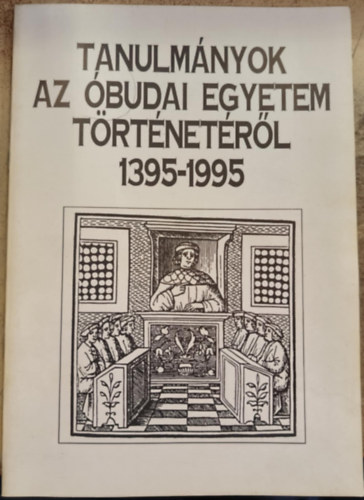 TANULMÁNYOK
AZ ÓBUDAI EGYETEM
TÖRTÉNETÉRŐL
1395-1995